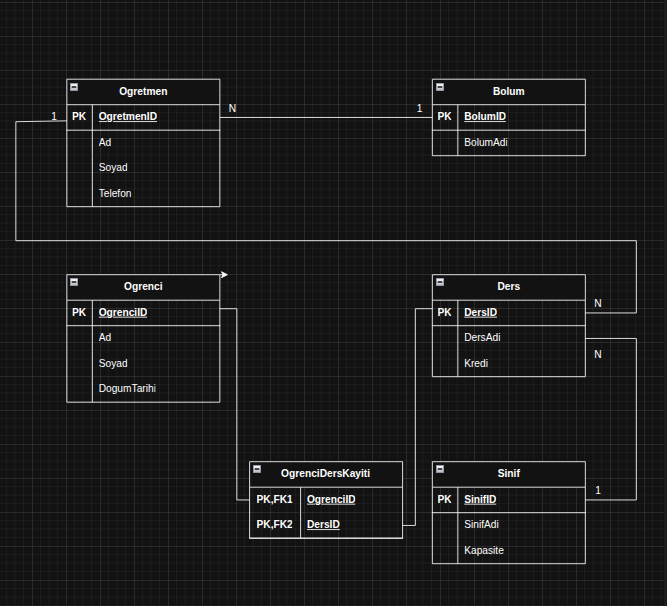 Ogretmen
PK OgretmenID
Ad
Soyad
Telefon
1
N
1
Bolum
PK BolumID
BolumAdi
Ogrenci
PK OgrenciID
Ad
Soyad
DogumTarihi
Ders
PK DersID
DersAdi
Kredi
N
N
OgrenciDersKayiti
PK,FK1 OgrenciID
PK,FK2 DersID
Sinif
PK SinifID
SinifAdi
Kapasite
1